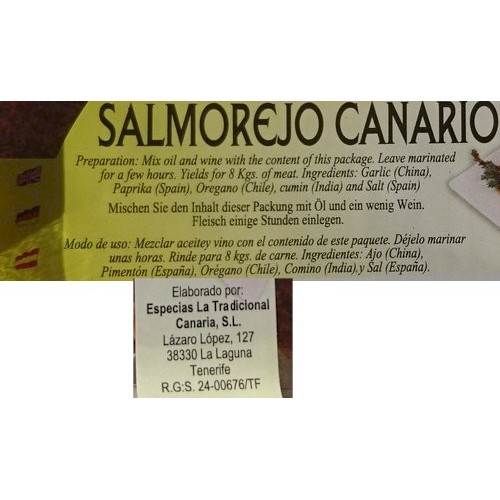 SALMOREJO CANARIO
Preparation: Mix oil and wine with the content of this package. Leave marinated
for a few hours. Yields for 8 Kgs. of meat. Ingredients: Garlic (China),
Paprika (Spain), Oregano (Chile), cumin (India) and Salt (Spain)
Mischen Sie den Inhalt dieser Packung mit Öl und ein wenig Wein.
Fleisch einige Stunden einlegen.
Modo de uso: Mezclar aceitey vino con el contenido de este paquete. Déjelo marinar
unas horas. Rinde para 8 kgs. de carne. Ingredientes: Ajo (China),
Pimentón (España), Orégano (Chile), Comino (India).y Sal (España).
Elaborado por:
Especias La Tradicional
Canaria, S.L.
Lázaro López, 127
38330 La Laguna
Tenerife
R.G:S. 24-00676/TF